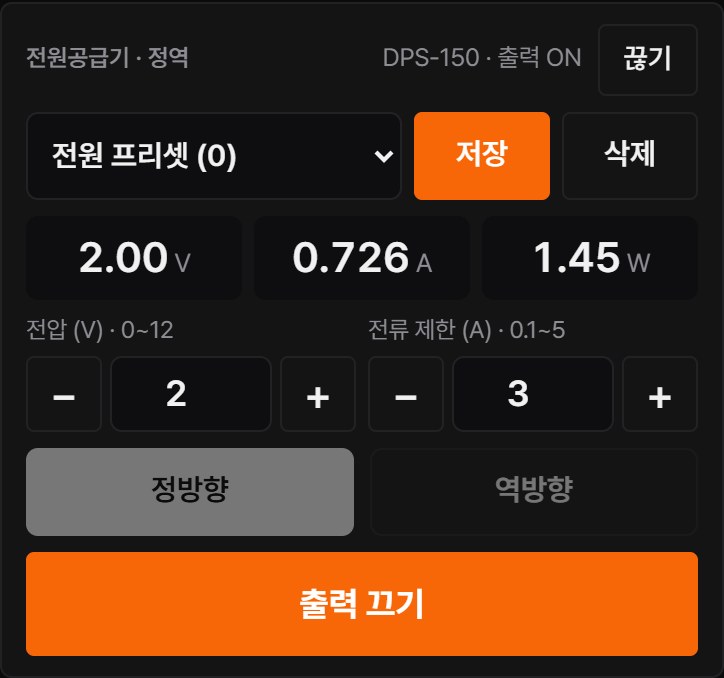 전원공급기 · 정역
DPS-150 · 출력 ON
끊기
전원 프리셋 (0)
저장
삭제
2.00 V
0.726 A
1.45 W
전압 (V) · 0~12
전류 제한 (A) · 0.1~5
− 2 +
− 3 +
정방향
역방향
출력 끄기